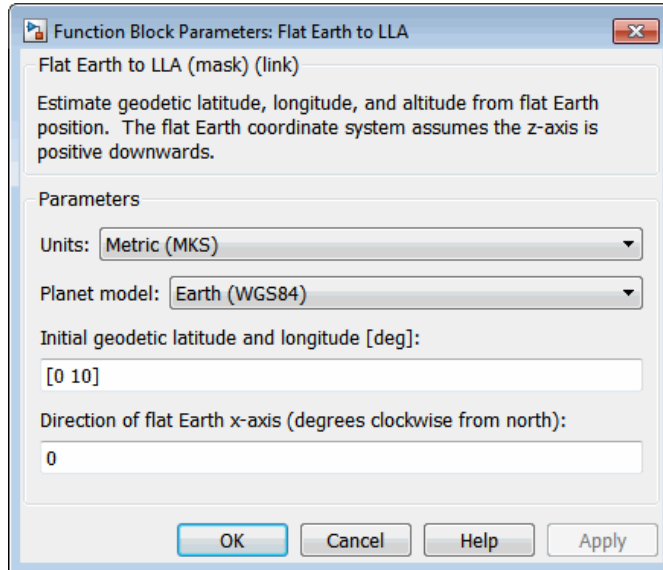 Function Block Parameters: Flat Earth to LLA
Flat Earth to LLA (mask) (link)
Estimate geodetic latitude, longitude, and altitude from flat Earth
position. The flat Earth coordinate system assumes the z-axis is
positive downwards.
Parameters
Units: Metric (MKS)
Planet model: Earth (WGS84)
Initial geodetic latitude and longitude [deg]:
[0 10]
Direction of flat Earth x-axis (degrees clockwise from north):
0
OK Cancel Help Apply